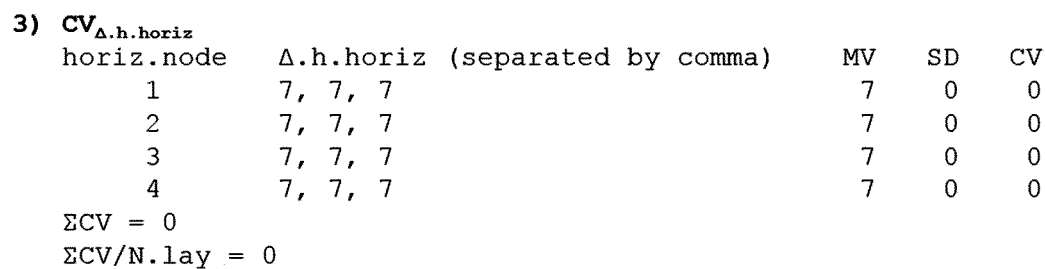 3) CVΔ.h.horiz
horiz.node Δ.h.horiz (separated by comma) MV SD CV
1 7, 7, 7 7 0 0
2 7, 7, 7 7 0 0
3 7, 7, 7 7 0 0
4 7, 7, 7 7 0 0
ΣCV = 0
ΣCV/N.lay = 0